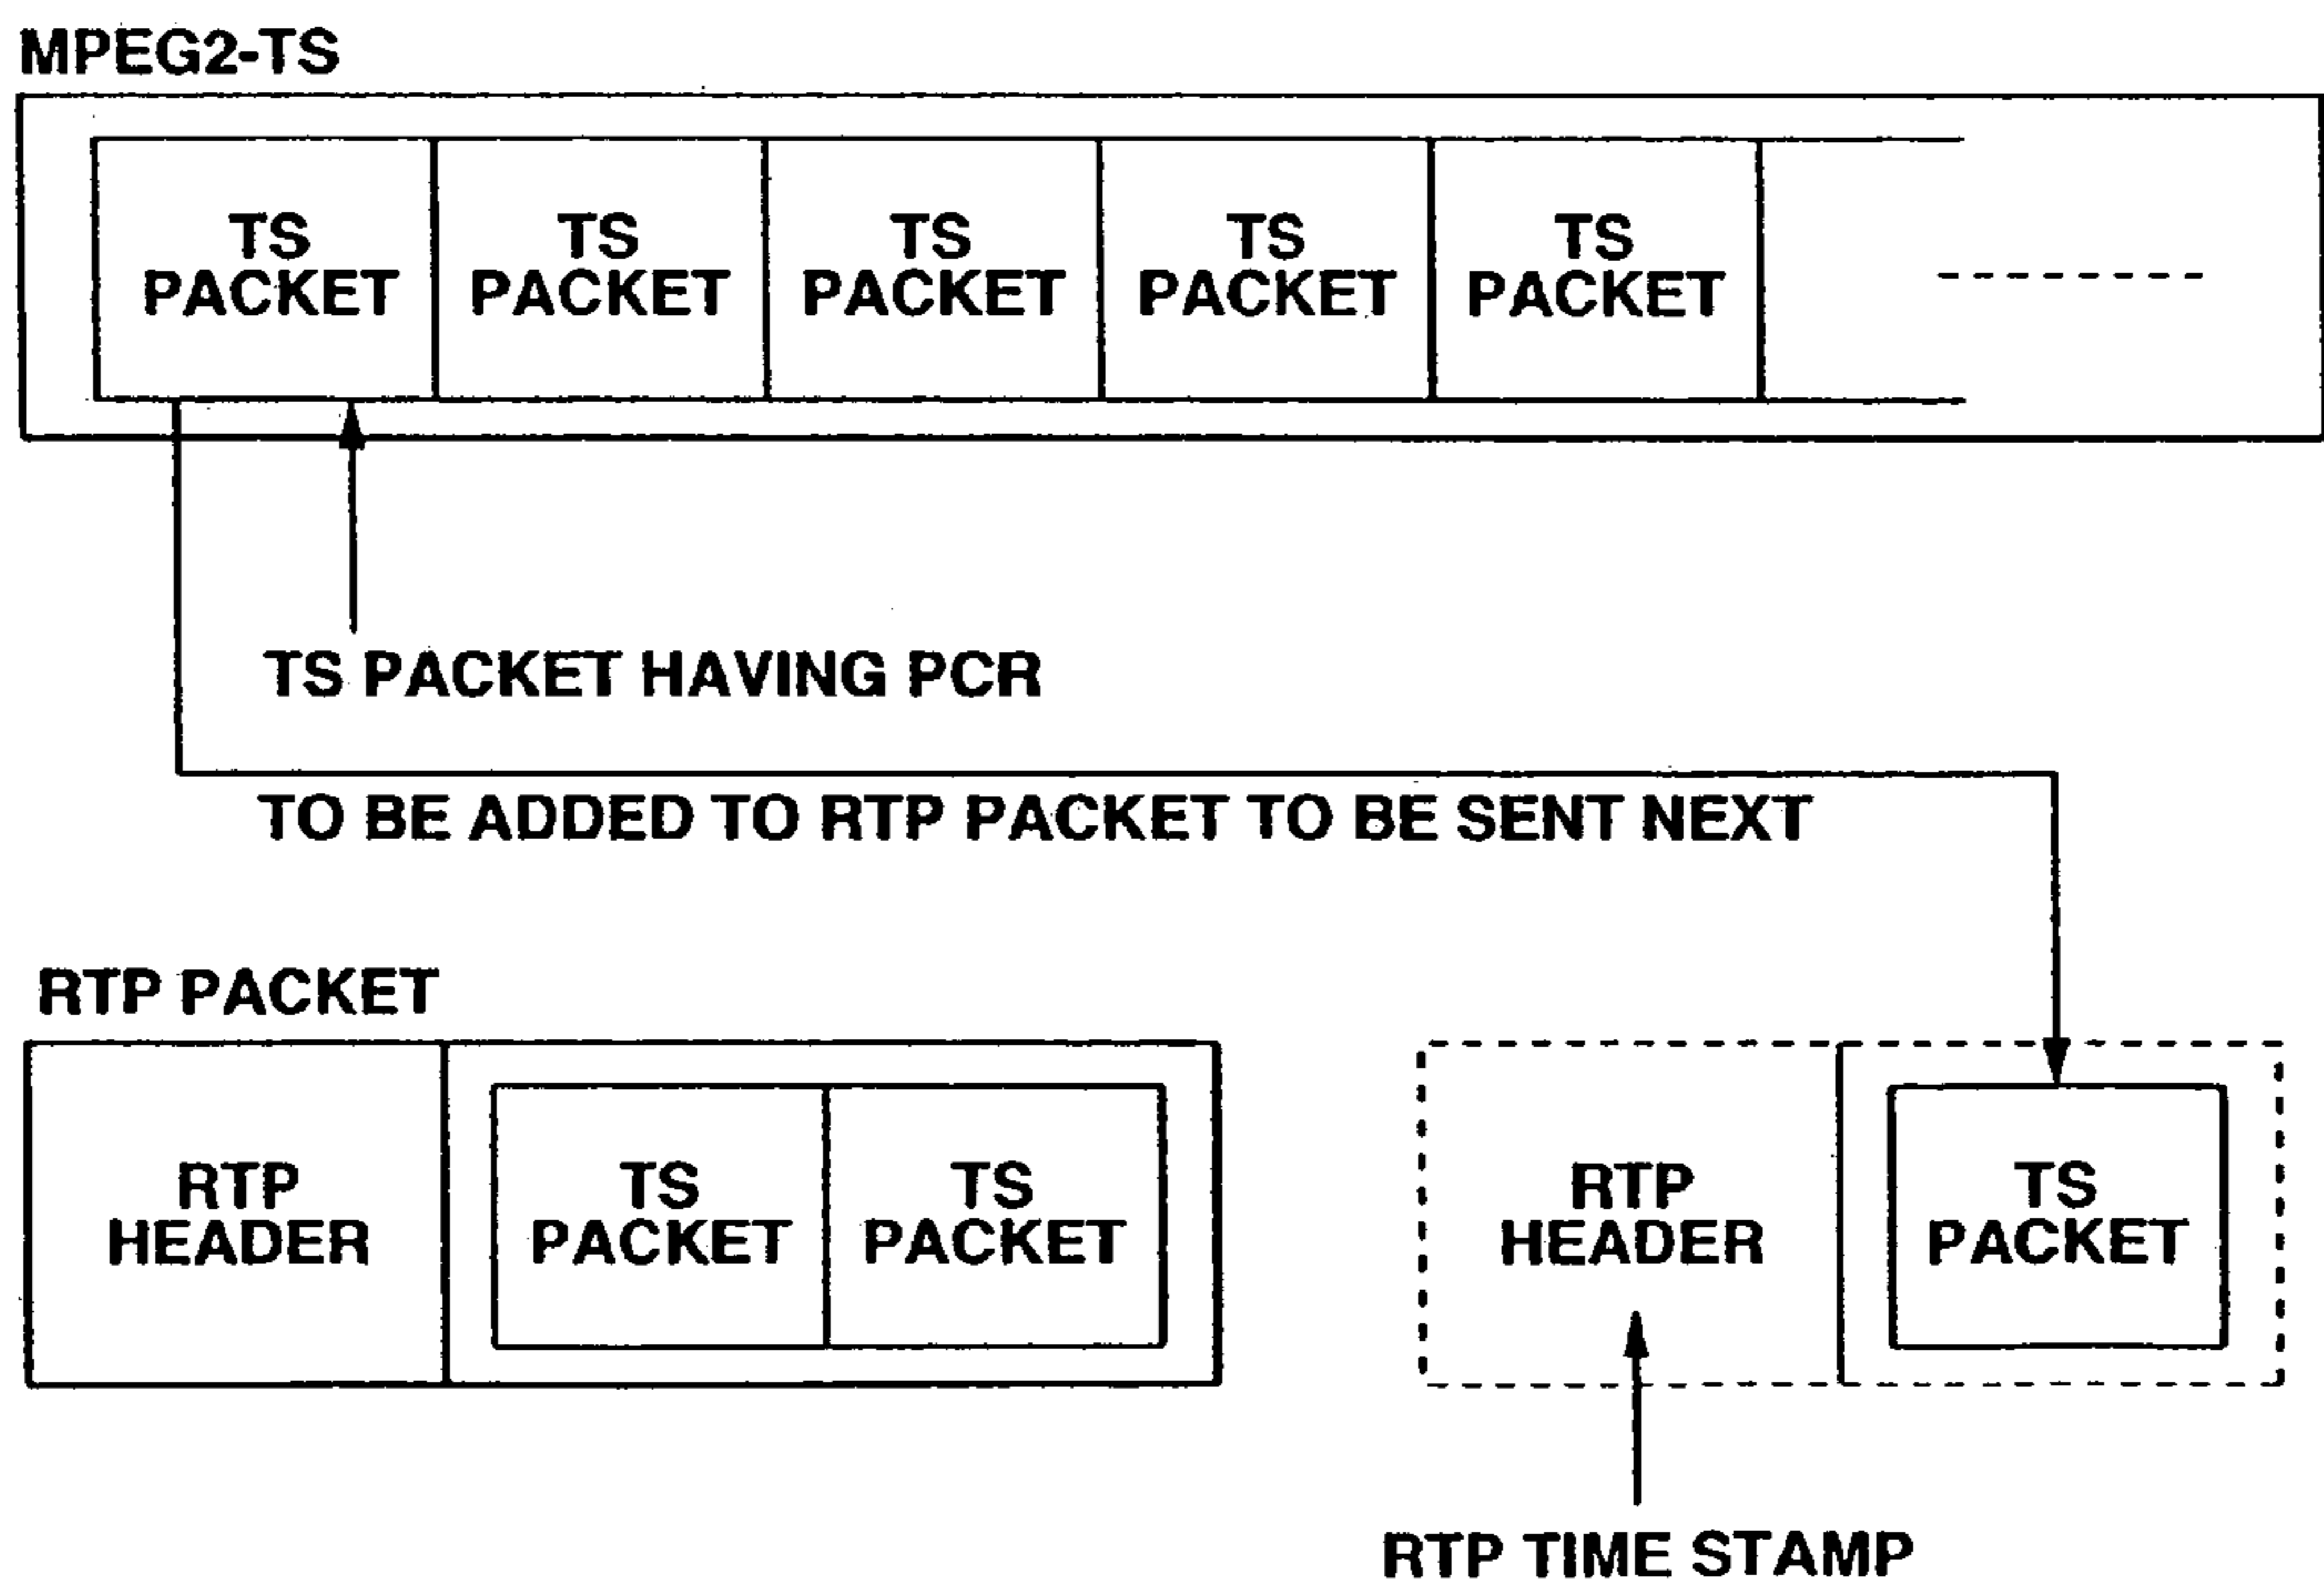 MPEG2-TS
TS
PACKET
TS
PACKET
TS
PACKET
TS
PACKET
TS
PACKET
TS PACKET HAVING PCR
TO BE ADDED TO RTP PACKET TO BE SENT NEXT
RTP PACKET
RTP
HEADER
TS
PACKET
TS
PACKET
RTP
HEADER
TS
PACKET
RTP TIME STAMP